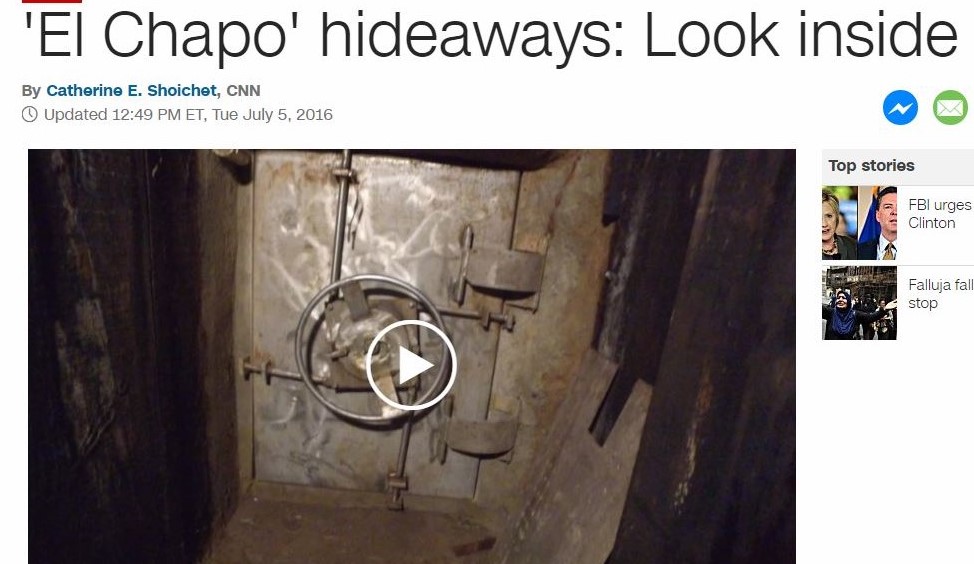 'El Chapo' hideaways: Look inside
By Catherine E. Shoichet, CNN
Updated 12:49 PM ET, Tue July 5, 2016
Top stories
FBI urges
Clinton
Falluja fall
stop